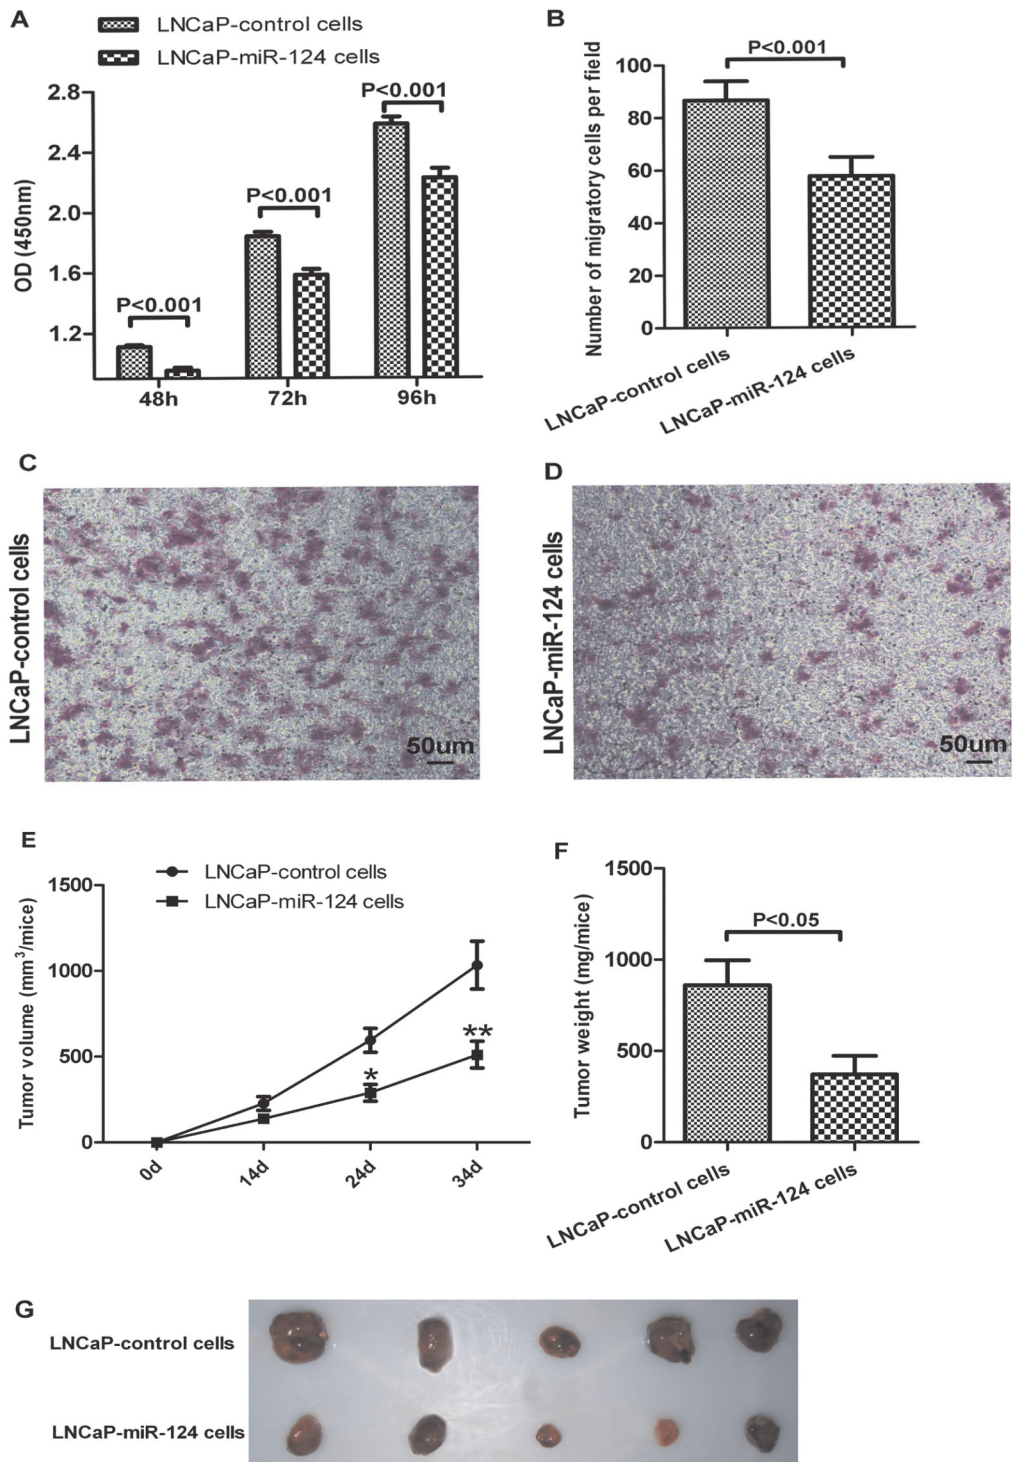 A
LNCaP-control cells
LNCaP-miR-124 cells
OD (450nm)
2.8
2.4
2.0
1.6
1.2
P<0.001
P<0.001
P<0.001
48h
72h
96h
B
Number of migratory cells per field
100
80
60
40
20
0
P<0.001
LNCaP-control cells
LNCaP-miR-124 cells
C
LNCaP-control cells
50um
D
LNCaP-miR-124 cells
50um
E
LNCaP-control cells
LNCaP-miR-124 cells
Tumor volume (mm³/mice)
1500
1000
500
0
*
**
0d
14d
24d
34d
F
Tumor weight (mg/mice)
1500
1000
500
0
P<0.05
LNCaP-control cells
LNCaP-miR-124 cells
G
LNCaP-control cells
LNCaP-miR-124 cells